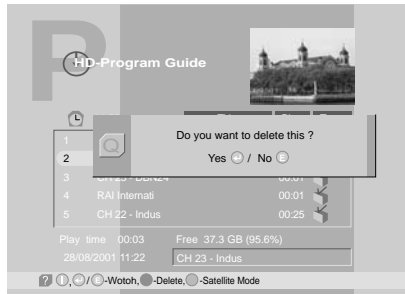 P
HD-Program Guide
1
Do you want to delete this ?
2
Yes / No E
3 CH 23 - DBN24 00:01
4 RAI Internati 00:01
5 CH 22 - Indus 00:25
Play time 00:03 Free 37.3 GB (95.6%)
28/08/2001 11:22 CH 23 - Indus
? I, / E-Wotoh, -Delete, -Satellite Mode